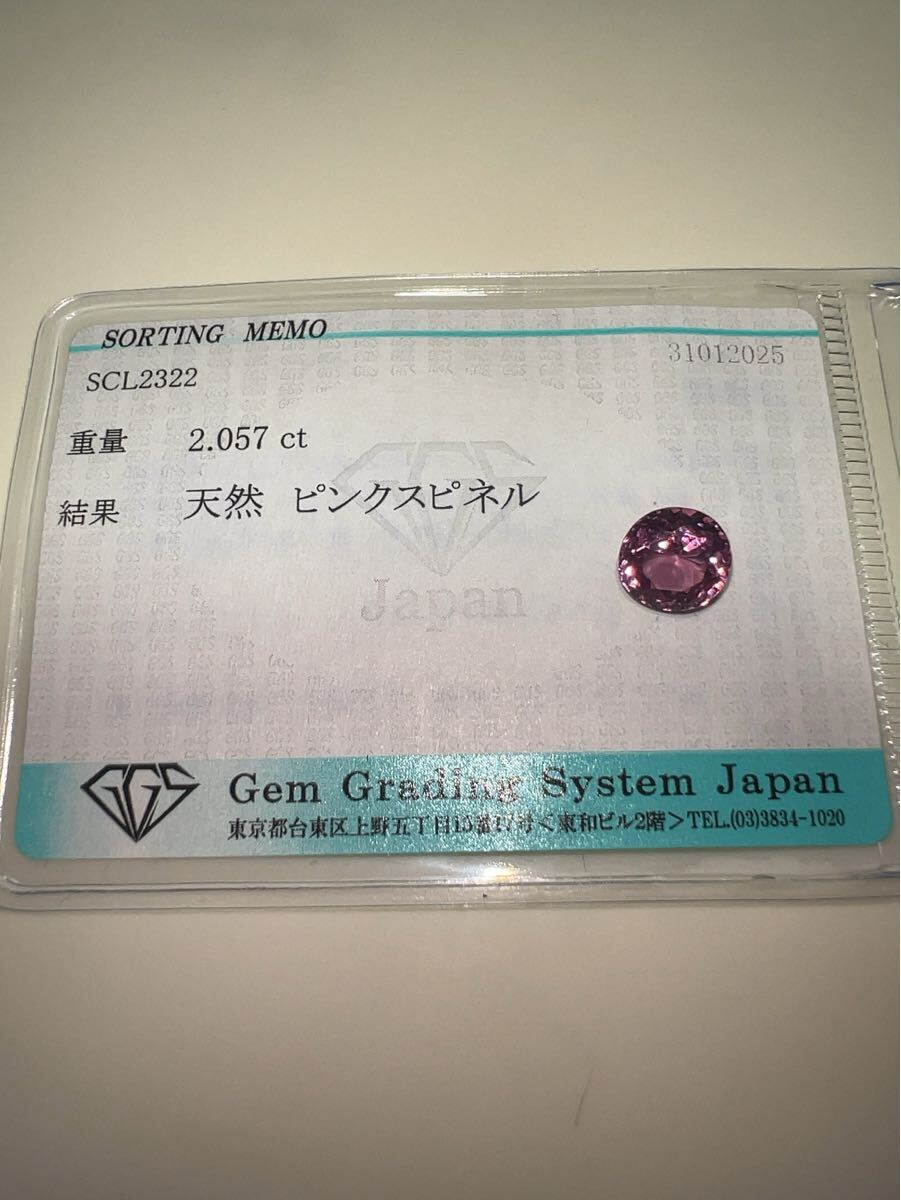 SORTING MEMO
31012025
SCL2322
重量 2.057 ct
結果 天然 ピンクスピネル
Japan
GGS Gem Grading System Japan
東京都台東区上野五丁目15番17号<東和ビル2階>TEL.(03)3834-1020